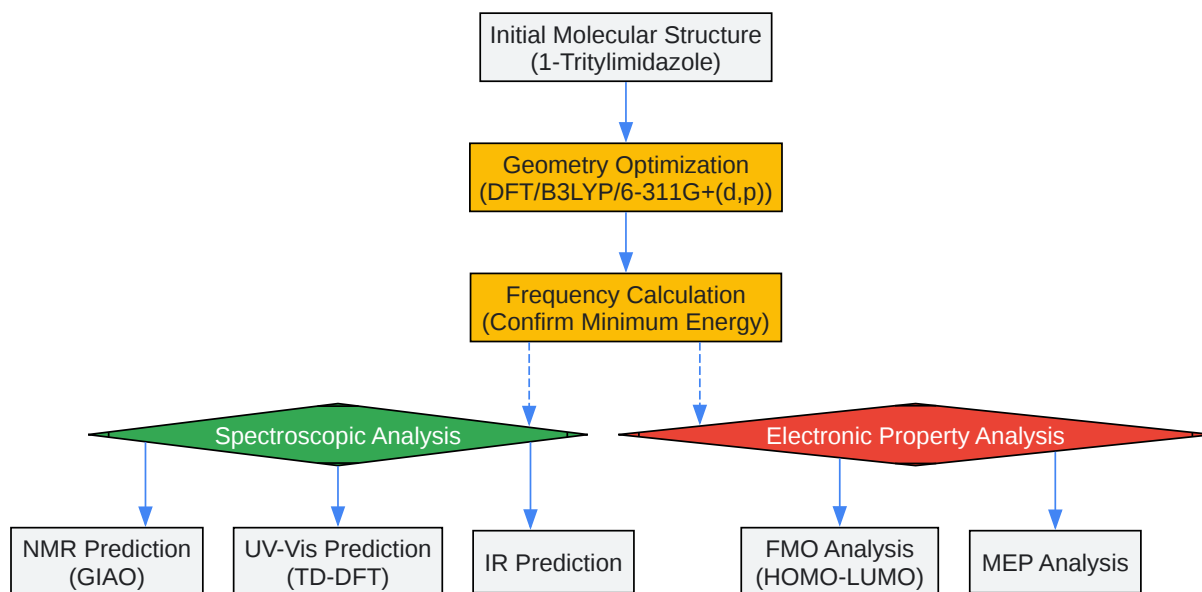 Initial Molecular Structure
(1-Tritylimidazole)
Geometry Optimization
(DFT/B3LYP/6-311G+(d,p))
Frequency Calculation
(Confirm Minimum Energy)
Spectroscopic Analysis
Electronic Property Analysis
NMR Prediction
(GIAO)
UV-Vis Prediction
(TD-DFT)
IR Prediction
FMO Analysis
(HOMO-LUMO)
MEP Analysis